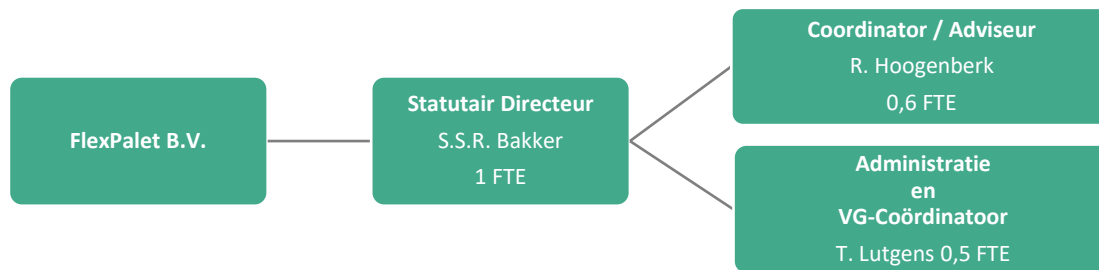 FlexPalet B.V.
Statutair Directeur
S.S.R. Bakker
1 FTE
Coordinator / Adviseur
R. Hoogenberk
0,6 FTE
Administratie
en
VG-Coördinatoor
T. Lutgens 0,5 FTE